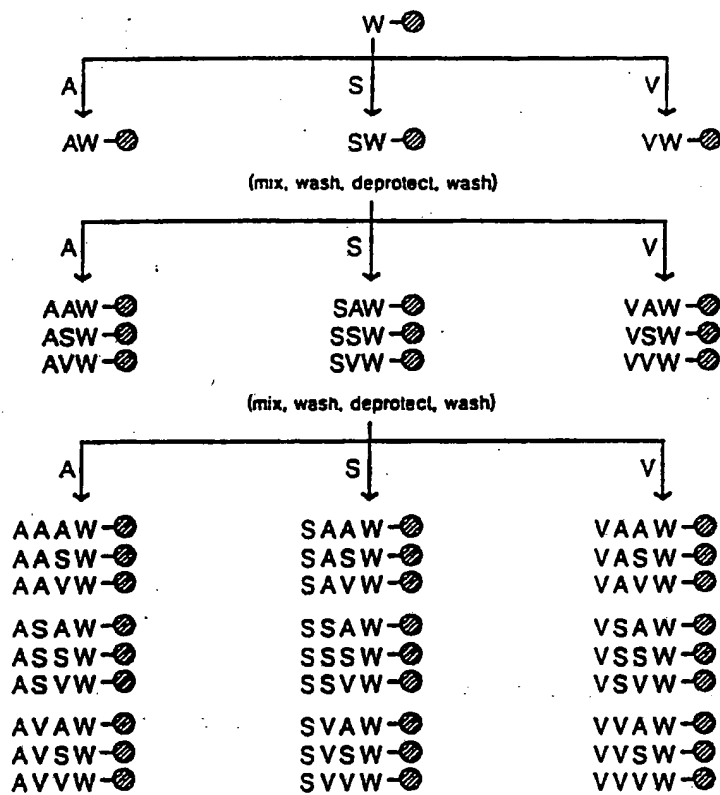 W
A S V
AW SW VW
(mix, wash, deprotect, wash)
A S V
AAW SAW VAW
ASW SSW VSW
AVW SVW VVW
(mix, wash, deprotect, wash)
A S V
AAAW SAAW VAAW
AASW SASW VASW
AAVW SAVW VAVW
ASAW SSAW VSAW
ASSW SSSW VSSW
ASVW SSVW VSVW
AVAW SVAW VVAW
AVSW SVSW VVSW
AVVW SVVW VVVW